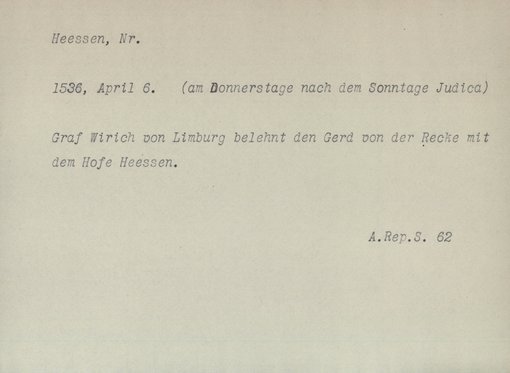 Heessen, Nr.
1536, April 6. (am Donnerstage nach dem Sonntage Judica)
Graf Wirich von Limburg belehnt den Gerd von der Recke mit
dem Hofe Heessen.
A.Rep.S. 62